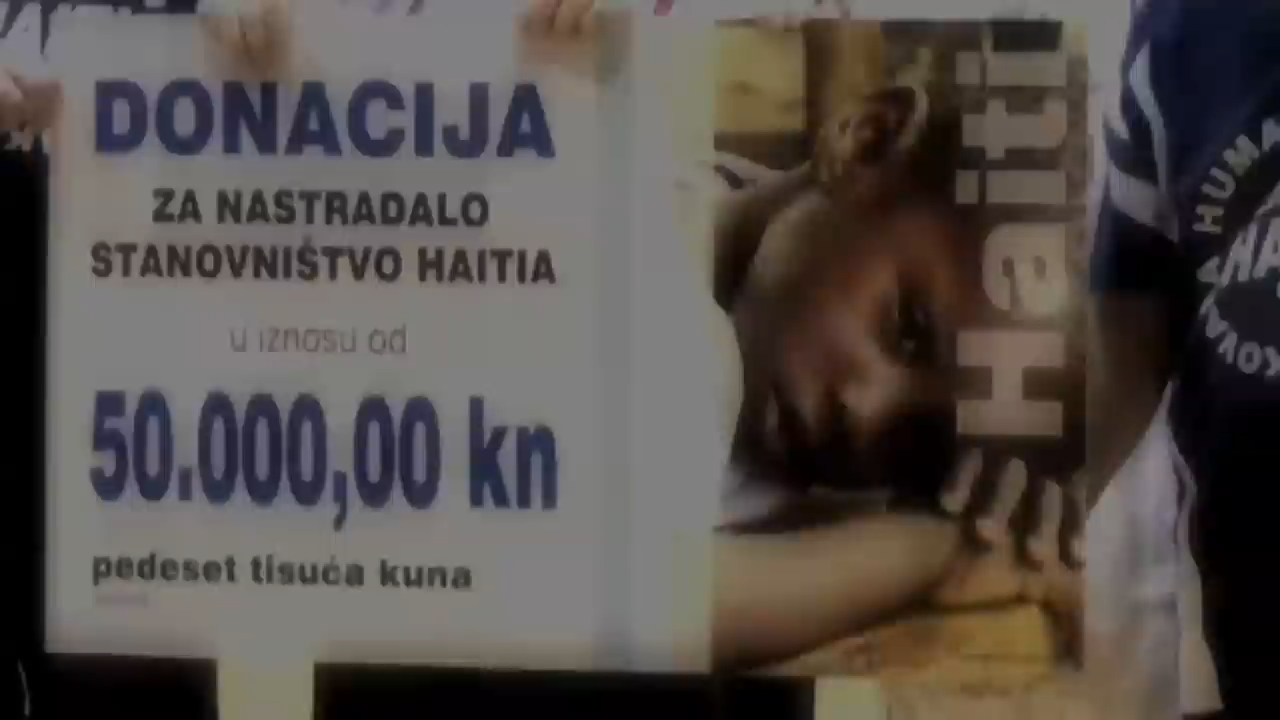 DONACIJA
ZA NASTRADALO
STANOVNIŠTVO HAITIA
u iznosu od
50.000,00 kn
pedeset tisuća kuna
Haiti